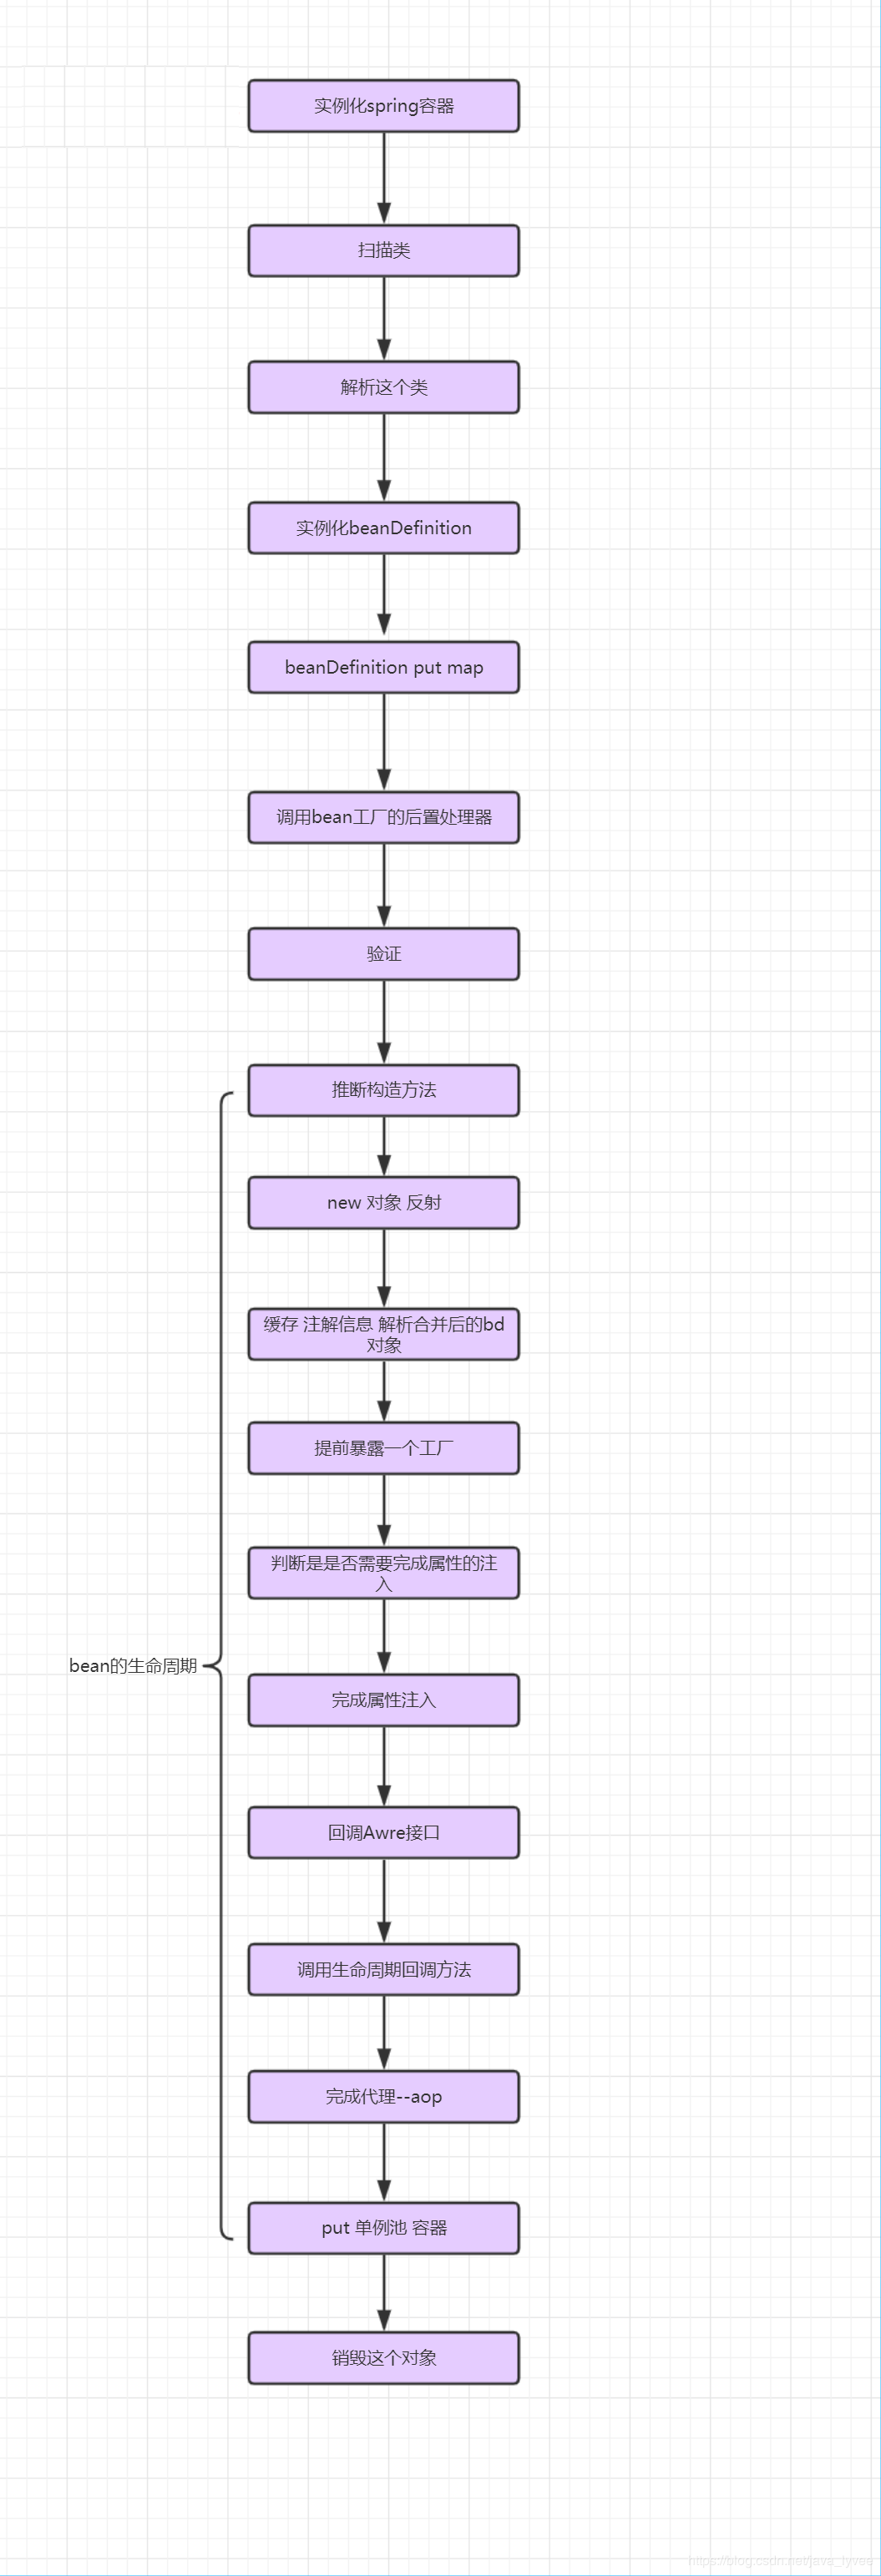 实例化spring容器
扫描类
解析这个类
实例化beanDefinition
beanDefinition put map
调用bean工厂的后置处理器
验证
推断构造方法
new 对象 反射
缓存 注解信息 解析合并后的bd
对象
提前暴露一个工厂
判断是是否需要完成属性的注
入
bean的生命周期
完成属性注入
回调Awre接口
调用生命周期回调方法
完成代理--aop
put 单例池 容器
销毁这个对象
https://blog.csdn.net/java_lyvee